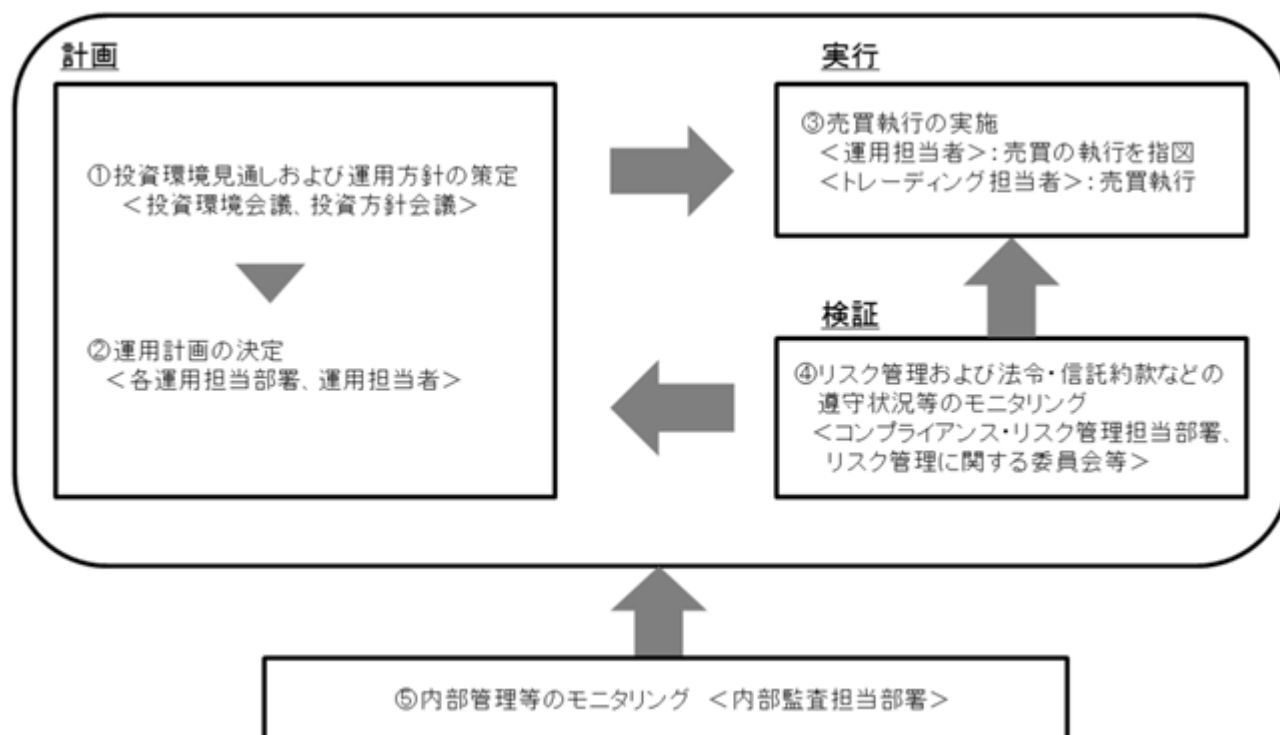 計画
①投資環境見通しおよび運用方針の策定
＜投資環境会議、投資方針会議＞
②運用計画の決定
＜各運用担当部署、運用担当者＞
実行
③売買執行の実施
＜運用担当者＞：売買の執行を指図
＜トレーディング担当者＞：売買執行
検証
④リスク管理および法令・信託約款などの
遵守状況等のモニタリング
＜コンプライアンス・リスク管理担当部署、
リスク管理に関する委員会等＞
⑤内部管理等のモニタリング ＜内部監査担当部署＞